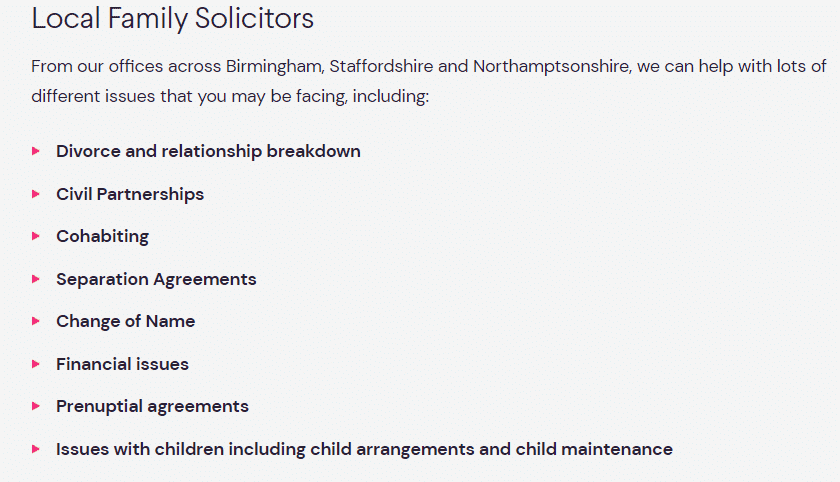 Local Family Solicitors
From our offices across Birmingham, Staffordshire and Northamptsonshire, we can help with lots of
different issues that you may be facing, including:
Divorce and relationship breakdown
Civil Partnerships
Cohabiting
Separation Agreements
Change of Name
Financial issues
Prenuptial agreements
Issues with children including child arrangements and child maintenance